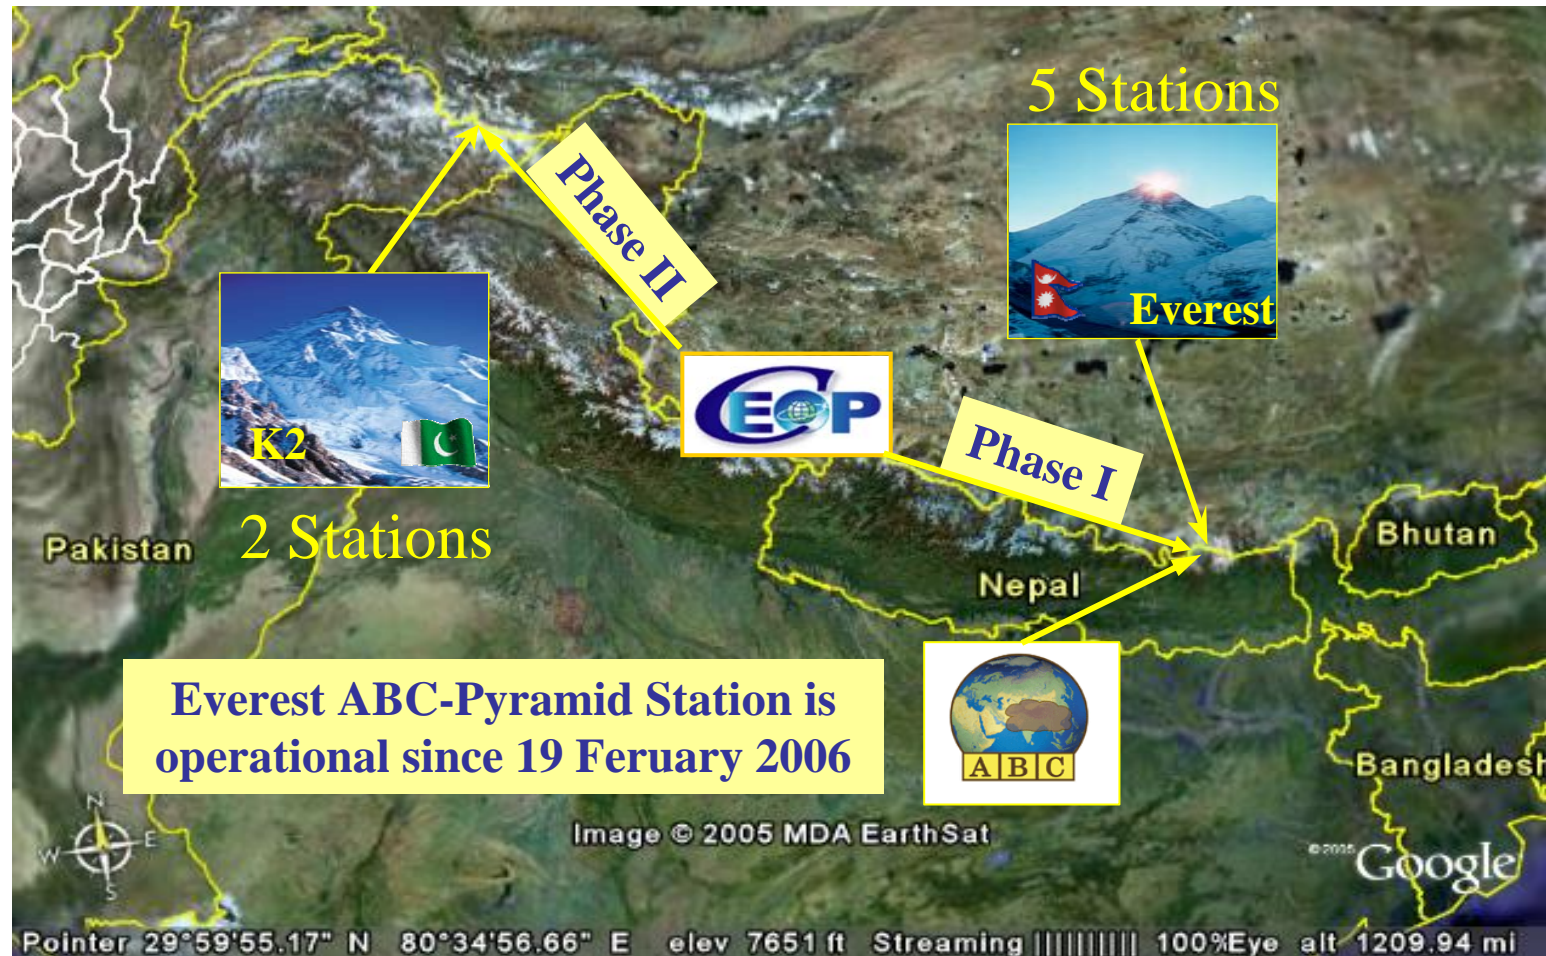 5 Stations
Phase II
Everest
K2
CEOP
Phase I
2 Stations
Pakistan
Bhutan
Nepal
Everest ABC-Pyramid Station is
operational since 19 Feruary 2006
A B C
Bangladesh
N
W E
S
Image © 2005 MDA EarthSat
©2005 Google
Pointer 29°59'55.17" N 80°34'56.66" E elev 7651 ft Streaming |||||||||| 100% Eye alt 1209.94 mi